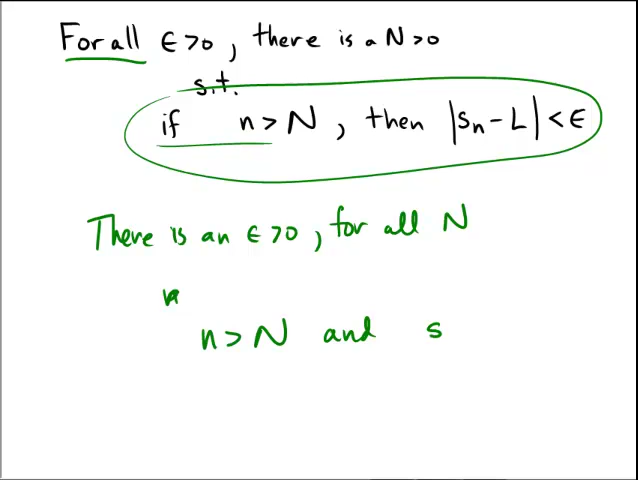 For all ϵ>0, there is a N>0
s.t.
if n>N, then |sₙ-L|<ϵ
There is an ϵ>0, for all N
n>N and s